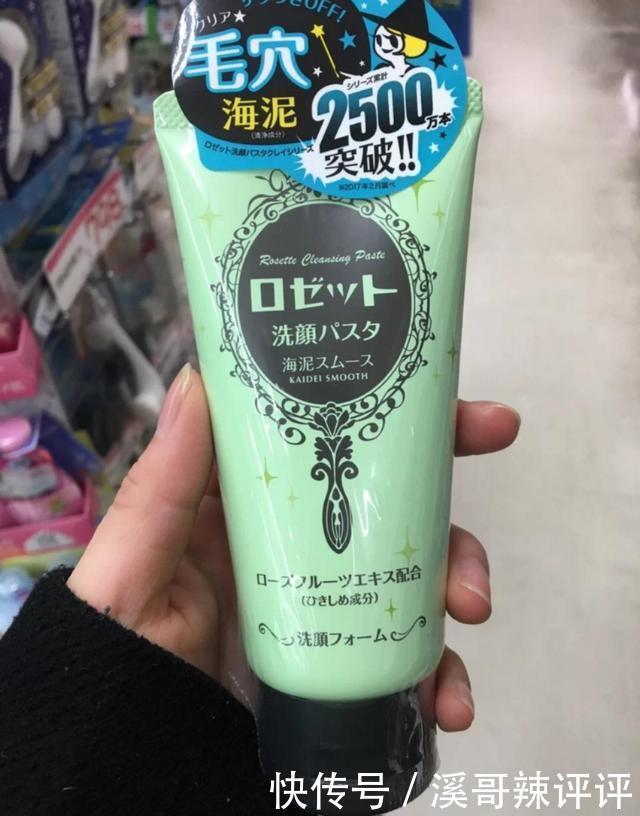 OFF!
クリア★
毛穴
海泥
(清浄成分)
ロゼット洗顔パスタクレイシリーズ
シリーズ累計
2500万本
突破!!
※2017年2月調べ
Rosette Cleansing Paste
ロゼット
洗顔パスタ
海泥スムース
KAIDEI SMOOTH
ローズフルーツエキス配合
(ひきしめ成分)
洗顔フォーム
快传号 / 溪哥辣评评